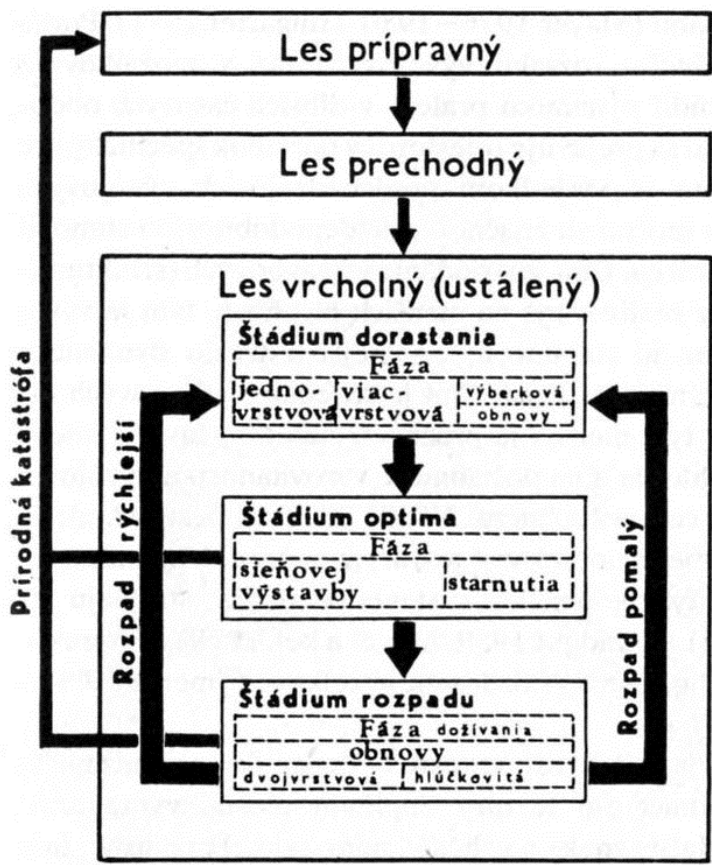 Les prípravný
Les prechodný
Les vrcholný (ustálený)
Štádium dorastania
Fáza
jedno-
vrstvová
viac
vrstvová
výberková
obnovy
Štádium optima
Fáza
sieňovej
výstavby
starnutia
Štádium rozpadu
Fáza dožívania
obnovy
dvojvrstvová
hlúčkovitá
Prírodná katastrófa
Rozpad rýchlejší
Rozpad pomalý